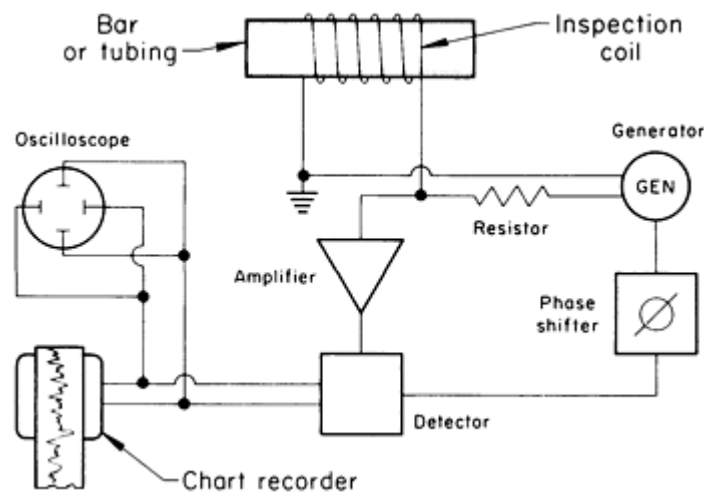 Bar
or tubing
Inspection
coil
Oscilloscope
Generator
GEN
Resistor
Amplifier
Phase
shifter
Detector
Chart recorder